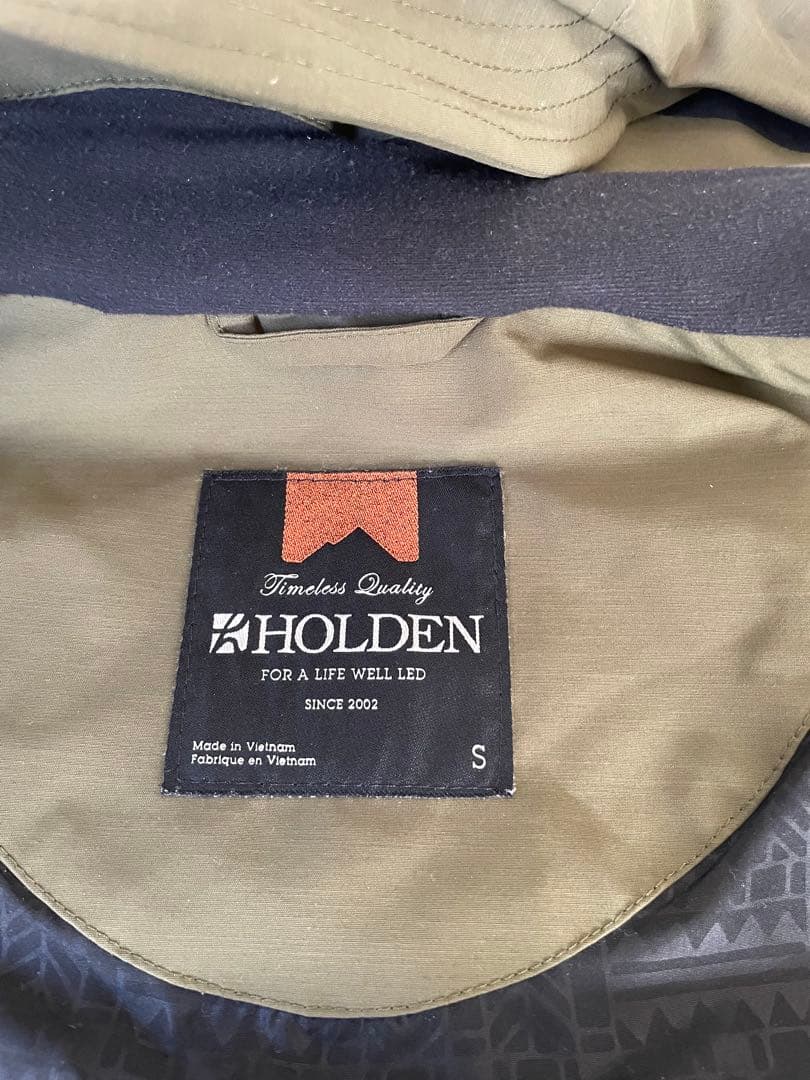 Timeless Quality
HOLDEN
FOR A LIFE WELL LED
SINCE 2002
Made in Vietnam
Fabrique en Vietnam
S